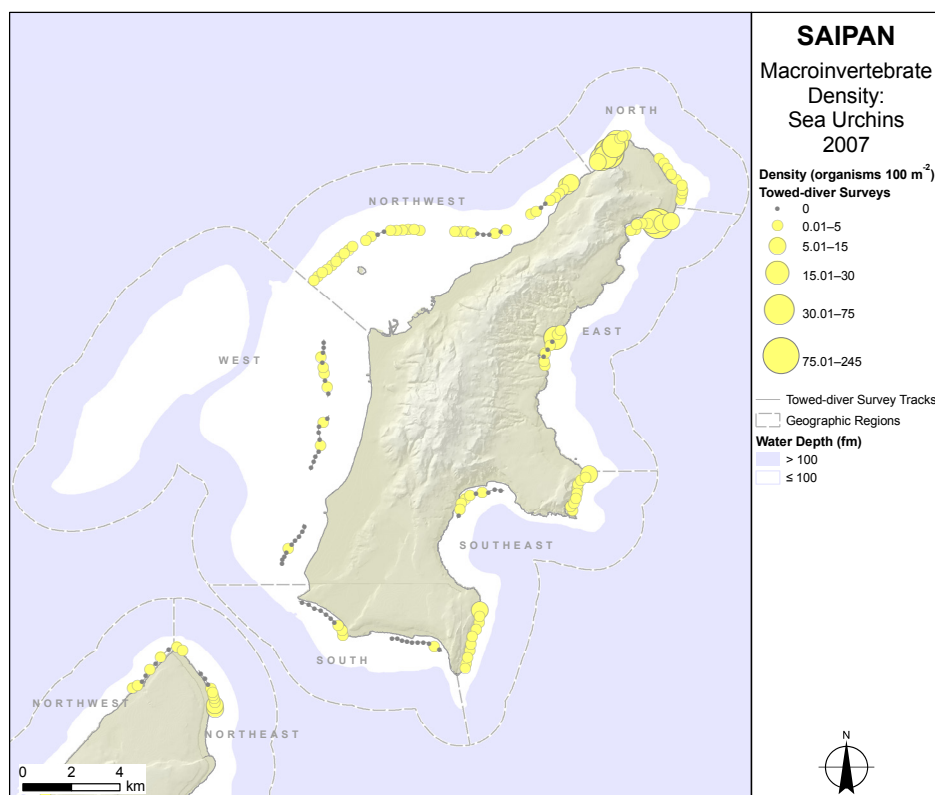 SAIPAN
Macroinvertebrate
Density:
Sea Urchins
2007
Density (organisms 100 m⁻²)
Towed-diver Surveys
0
0.01–5
5.01–15
15.01–30
30.01–75
75.01–245
Towed-diver Survey Tracks
Geographic Regions
Water Depth (fm)
> 100
≤ 100
N
NORTH
NORTHWEST
EAST
WEST
SOUTHEAST
SOUTH
NORTHWEST
NORTHEAST
0 2 4
km